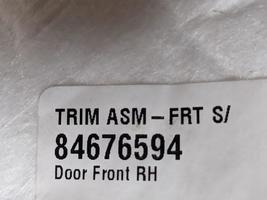 TRIM ASM – FRT S/
84676594
Door Front RH